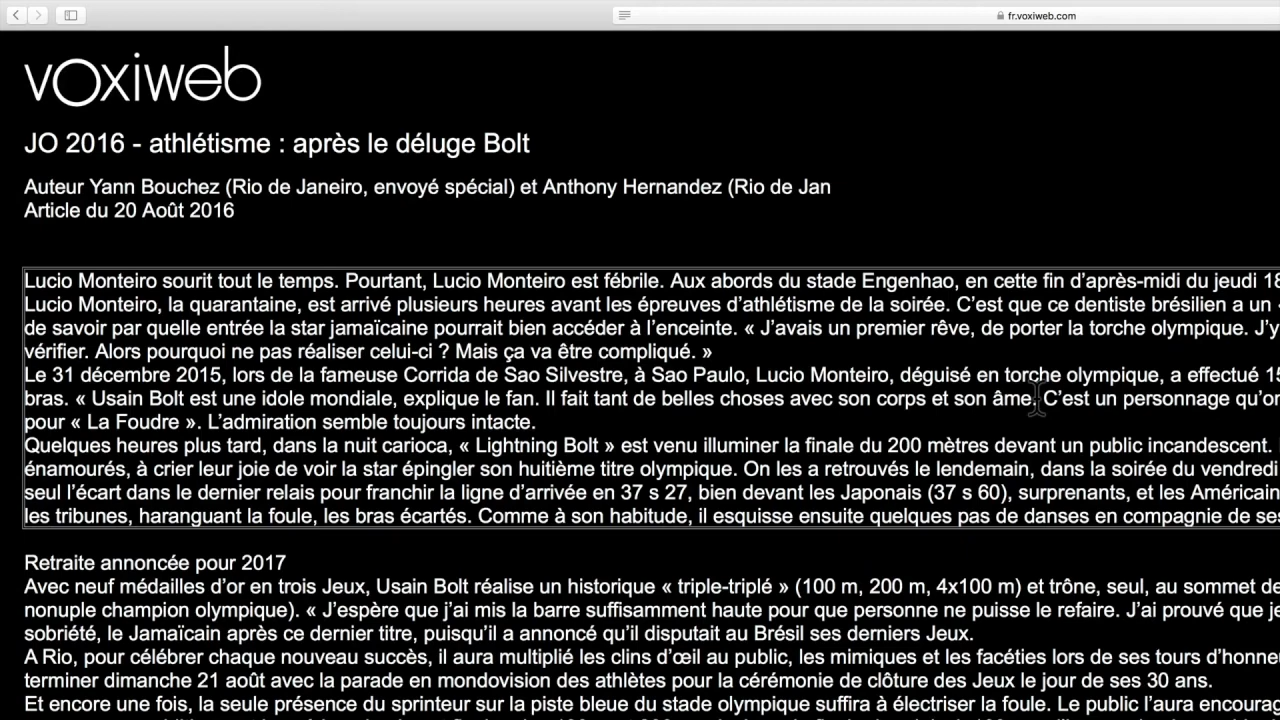 fr.voxiweb.com
voxiweb
JO 2016 - athlétisme : après le déluge Bolt
Auteur Yann Bouchez (Rio de Janeiro, envoyé spécial) et Anthony Hernandez (Rio de Jan
Article du 20 Août 2016
Lucio Monteiro sourit tout le temps. Pourtant, Lucio Monteiro est fébrile. Aux abords du stade Engenhao, en cette fin d’après-midi du jeudi 18
Lucio Monteiro, la quarantaine, est arrivé plusieurs heures avant les épreuves d’athlétisme de la soirée. C’est que ce dentiste brésilien a un
de savoir par quelle entrée la star jamaïcaine pourrait bien accéder à l’enceinte. « J’avais un premier rêve, de porter la torche olympique. J’y
vérifier. Alors pourquoi ne pas réaliser celui-ci ? Mais ça va être compliqué. »
Le 31 décembre 2015, lors de la fameuse Corrida de Sao Silvestre, à Sao Paulo, Lucio Monteiro, déguisé en torche olympique, a effectué 15
bras. « Usain Bolt est une idole mondiale, explique le fan. Il fait tant de belles choses avec son corps et son âme. C’est un personnage qu’on
pour « La Foudre ». L’admiration semble toujours intacte.
Quelques heures plus tard, dans la nuit carioca, « Lightning Bolt » est venu illuminer la finale du 200 mètres devant un public incandescent.
énamourés, à crier leur joie de voir la star épingler son huitième titre olympique. On les a retrouvés le lendemain, dans la soirée du vendredi
seul l’écart dans le dernier relais pour franchir la ligne d’arrivée en 37 s 27, bien devant les Japonais (37 s 60), surprenants, et les Américain
les tribunes, haranguant la foule, les bras écartés. Comme à son habitude, il esquisse ensuite quelques pas de danses en compagnie de ses
Retraite annoncée pour 2017
Avec neuf médailles d’or en trois Jeux, Usain Bolt réalise un historique « triple-triplé » (100 m, 200 m, 4x100 m) et trône, seul, au sommet de
nonuple champion olympique). « J’espère que j’ai mis la barre suffisamment haute pour que personne ne puisse le refaire. J’ai prouvé que je
sobriété, le Jamaïcain après ce dernier titre, puisqu’il a annoncé qu’il disputait au Brésil ses derniers Jeux.
A Rio, pour célébrer chaque nouveau succès, il aura multiplié les clins d’œil au public, les mimiques et les facéties lors de ses tours d’honne
terminer dimanche 21 août avec la parade en mondovision des athlètes pour la cérémonie de clôture des Jeux le jour de ses 30 ans.
Et encore une fois, la seule présence du sprinteur sur la piste bleue du stade olympique suffira à électriser la foule. Le public l’aura encourag